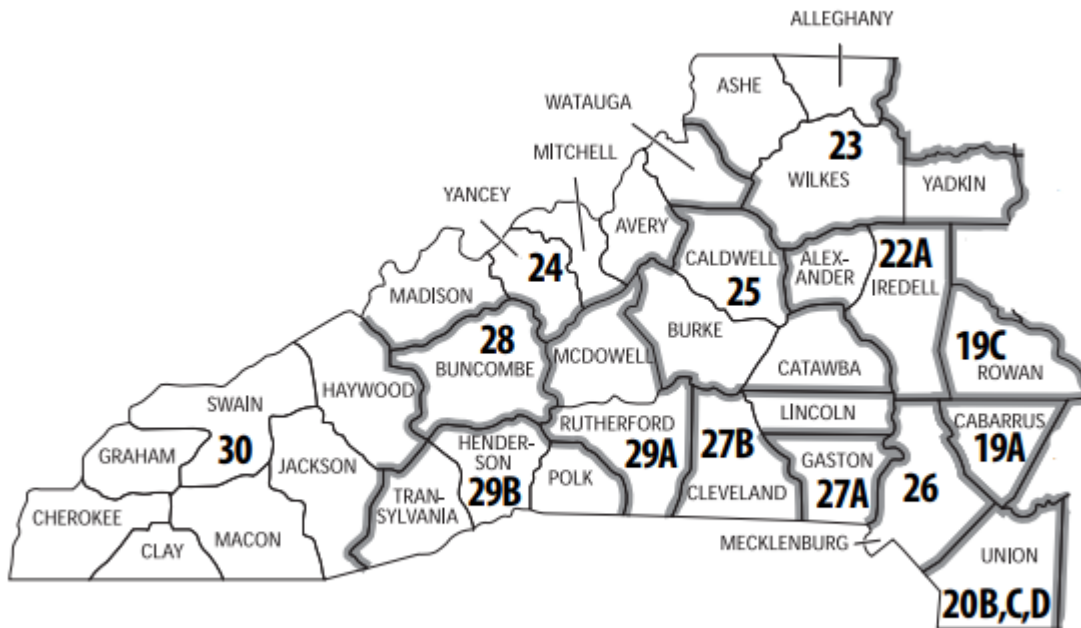 ALLEGHANY
ASHE
WATAUGA
23
MITCHELL
WILKES
YADKIN
YANCEY
AVERY
CALDWELL
ALEX-
ANDER
22A
24
25
IREDELL
MADISON
BURKE
28
MCDOWELL
19C
BUNCOMBE
CATAWBA
ROWAN
HAYWOOD
SWAIN
LINCOLN
CABARRUS
RUTHERFORD
27B
HENDER-
SON
19A
30
GRAHAM
JACKSON
29A
GASTON
POLK
29B
27A
26
TRAN-
SYLVANIA
CLEVELAND
CHEROKEE
MACON
MECKLENBURG
CLAY
UNION
20B,C,D